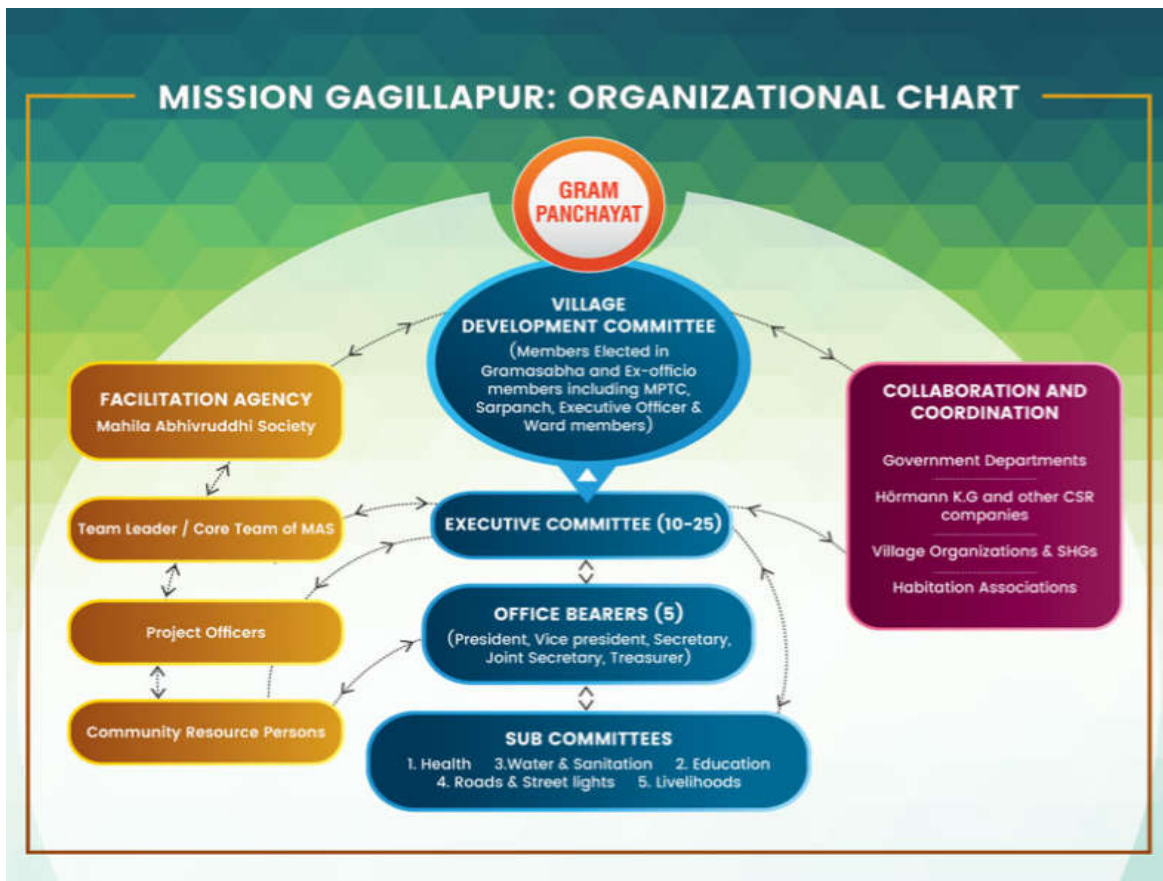 MISSION GAGILLAPUR: ORGANIZATIONAL CHART
GRAM
PANCHAYAT
VILLAGE
DEVELOPMENT COMMITTEE
(Members Elected in
Gramasabha and Ex-officio
members including MPTC,
Sarpanch, Executive Officer &
Ward members)
FACILITATION AGENCY
Mahila Abhivruddhi Society
Team Leader / Core Team of MAS
Project Officers
Community Resource Persons
EXECUTIVE COMMITTEE (10-25)
OFFICE BEARERS (5)
(President, Vice president, Secretary,
Joint Secretary, Treasurer)
SUB COMMITTEES
1. Health 3.Water & Sanitation 2. Education
4. Roads & Street lights 5. Livelihoods
COLLABORATION AND
COORDINATION
Government Departments
Hörmann K.G and other CSR
companies
Village Organizations & SHGs
Habitation Associations